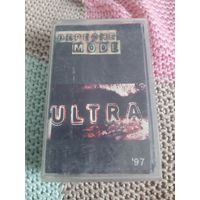 DEPECHE
MODE
ULTRA
'97